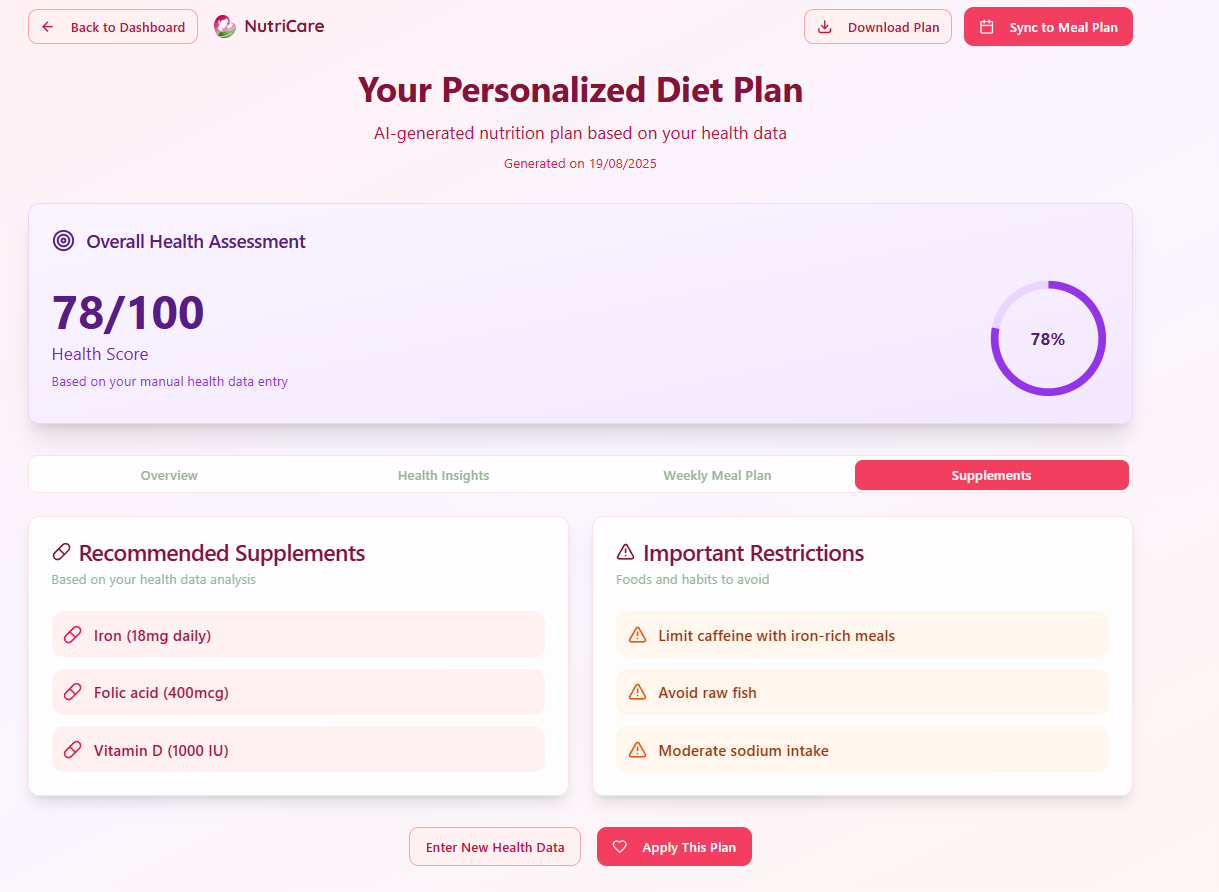 Back to Dashboard
NutriCare
Download Plan
Sync to Meal Plan
Your Personalized Diet Plan
AI-generated nutrition plan based on your health data
Generated on 19/08/2025
Overall Health Assessment
78/100
Health Score
Based on your manual health data entry
78%
Overview
Health Insights
Weekly Meal Plan
Supplements
Recommended Supplements
Based on your health data analysis
Iron (18mg daily)
Folic acid (400mcg)
Vitamin D (1000 IU)
Important Restrictions
Foods and habits to avoid
Limit caffeine with iron-rich meals
Avoid raw fish
Moderate sodium intake
Enter New Health Data
Apply This Plan